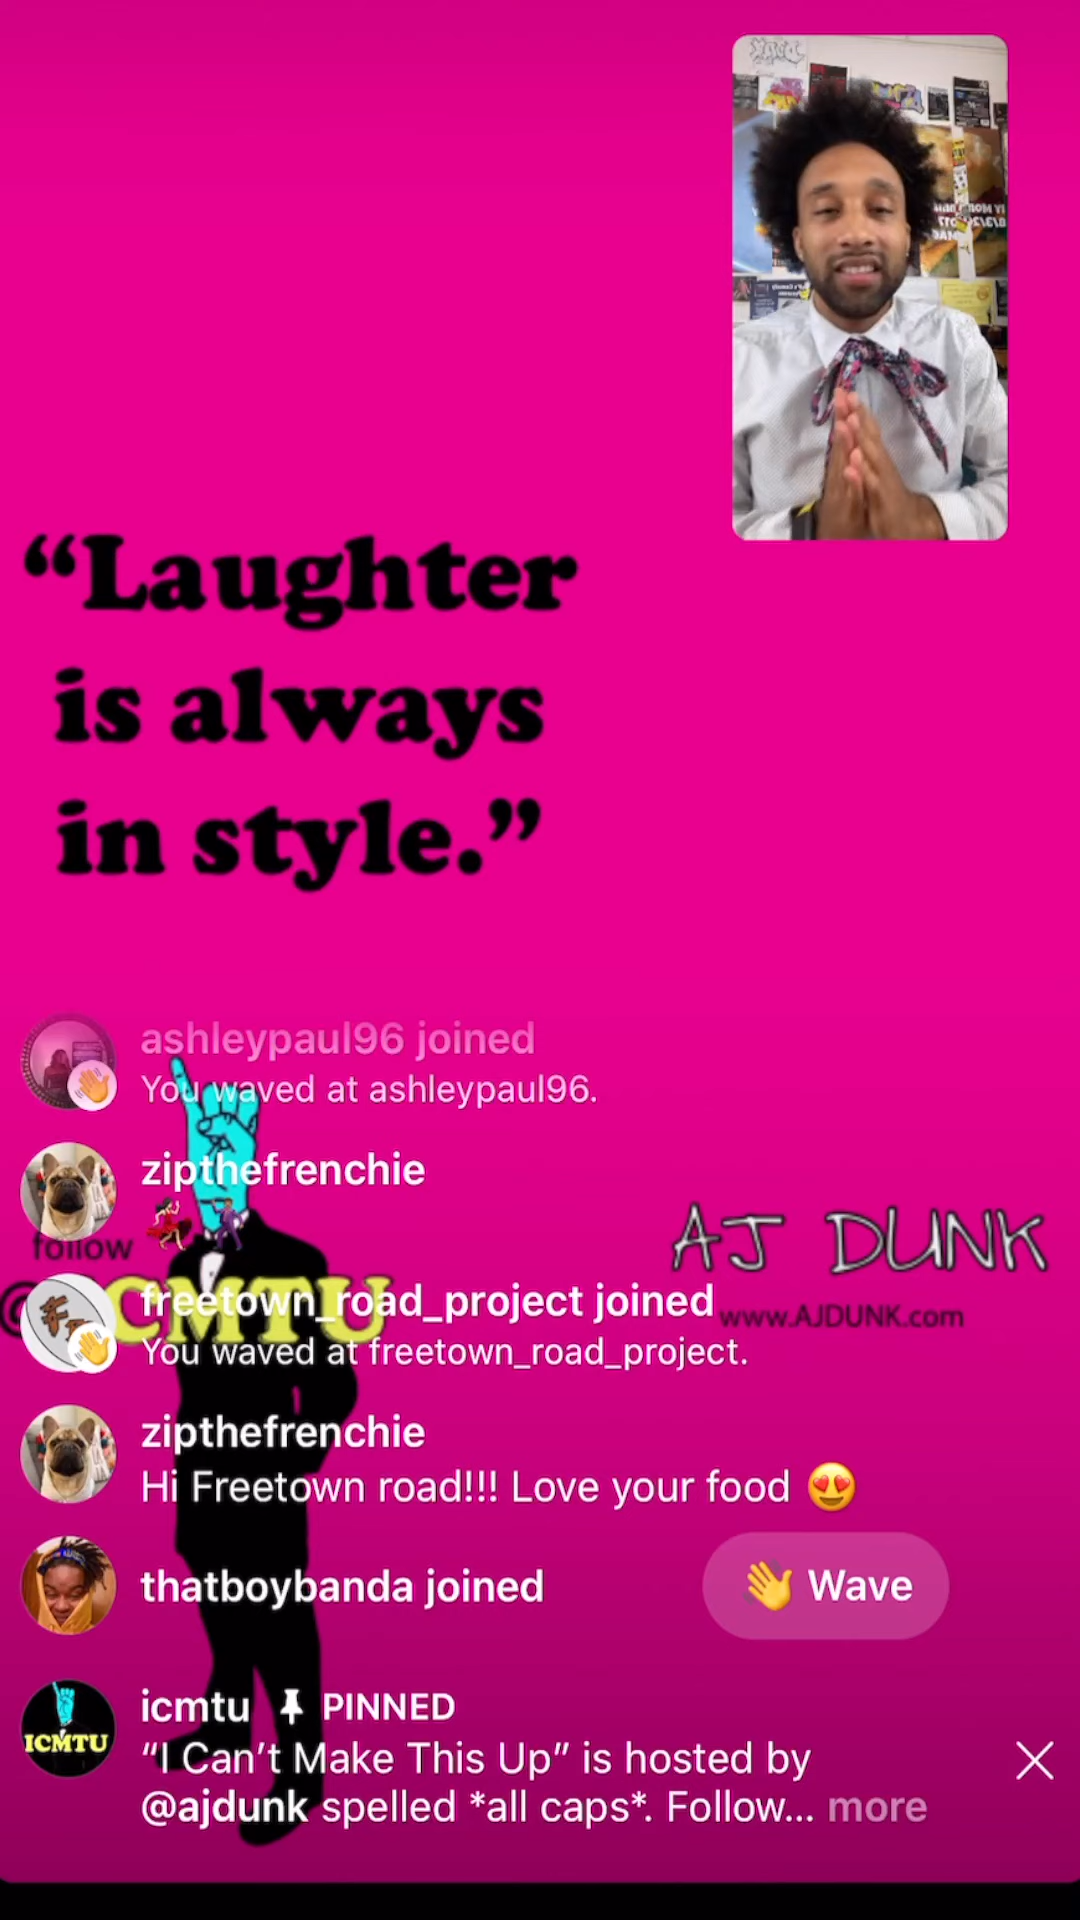 “Laughter
is always
in style.”
ashleypaul96 joined
You waved at ashleypaul96.
zipthefrenchie
follow
AJ DUNK
www.AJDUNK.com
@ICMTU
freetown_road_project joined
You waved at freetown_road_project.
zipthefrenchie
Hi Freetown road!!! Love your food 😍
thatboybanda joined
👋 Wave
icmtu 📌 PINNED
ICMTU
“I Can’t Make This Up” is hosted by
@ajdunk spelled *all caps*. Follow... more